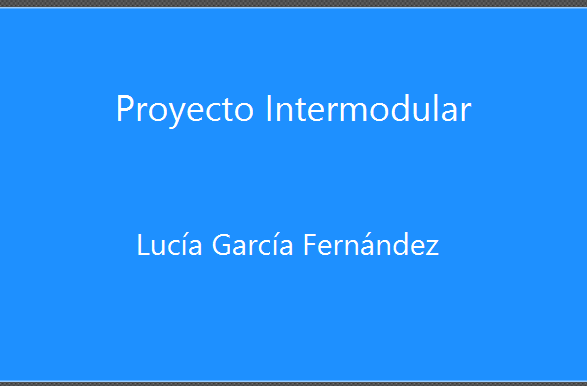 Proyecto Intermodular
Lucía García Fernández